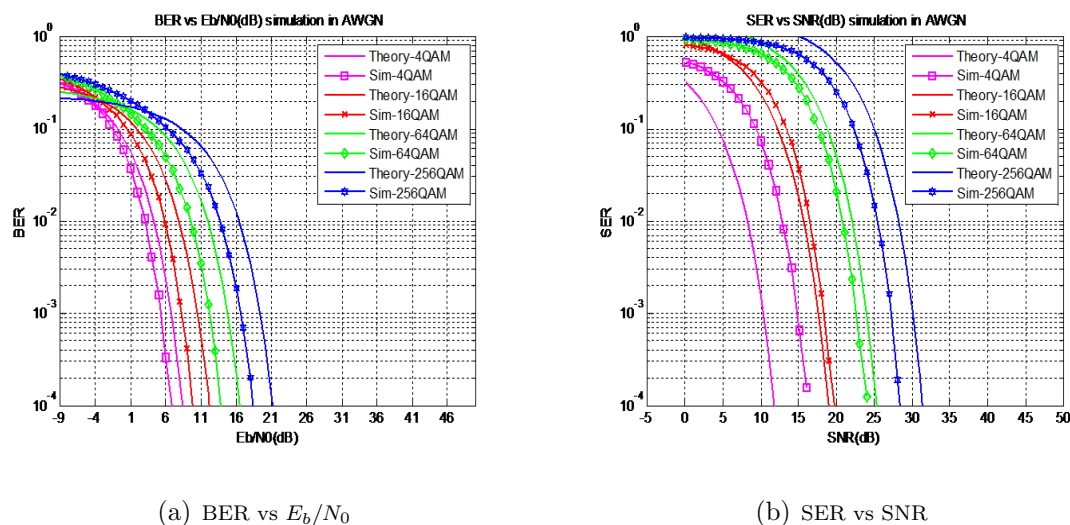 BER vs Eb/N0(dB) simulation in AWGN
10^0
10^-1
10^-2
10^-3
10^-4
BER
-9 -4 1 6 11 16 21 26 31 36 41 46
Eb/N0(dB)
Theory-4QAM
Sim-4QAM
Theory-16QAM
Sim-16QAM
Theory-64QAM
Sim-64QAM
Theory-256QAM
Sim-256QAM
(a) BER vs E_b/N_0
SER vs SNR(dB) simulation in AWGN
10^0
10^-1
10^-2
10^-3
10^-4
SER
-5 0 5 10 15 20 25 30 35 40 45 50
SNR(dB)
Theory-4QAM
Sim-4QAM
Theory-16QAM
Sim-16QAM
Theory-64QAM
Sim-64QAM
Theory-256QAM
Sim-256QAM
(b) SER vs SNR